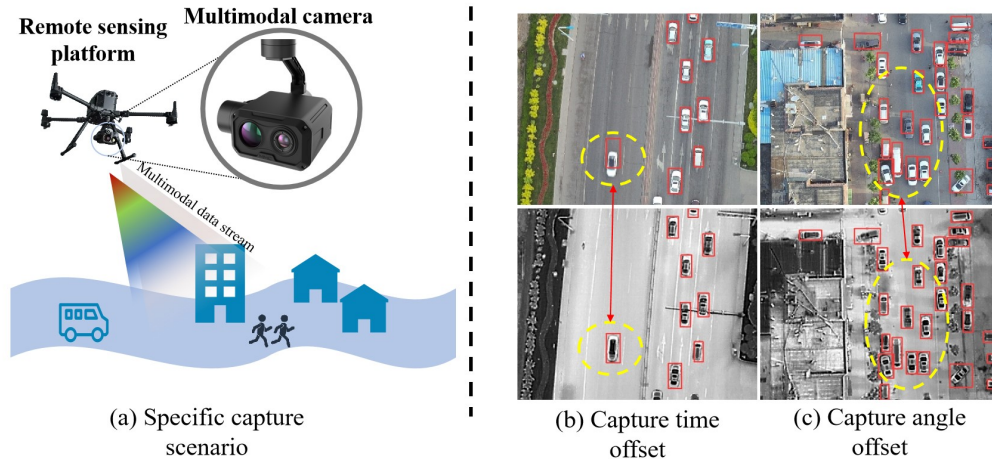 Remote sensing
platform
Multimodal camera
Multimodal data stream
(a) Specific capture
scenario
(b) Capture time
offset
(c) Capture angle
offset